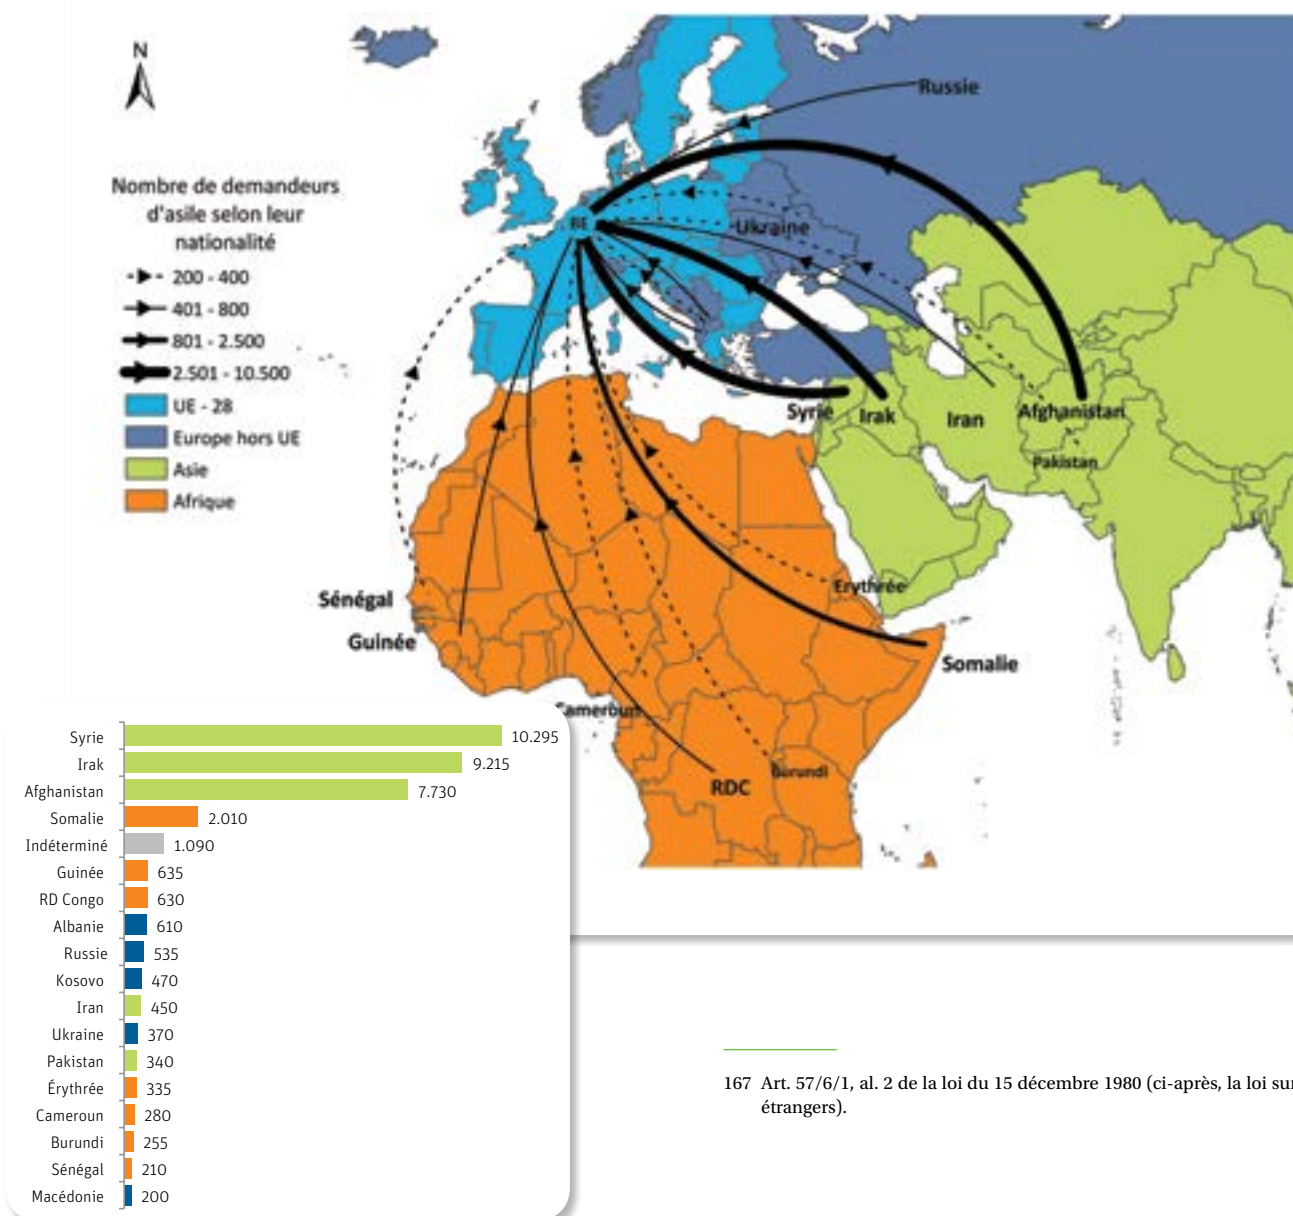 N
Nombre de demandeurs
d'asile selon leur
nationalité
200 - 400
401 - 800
801 - 2.500
2.501 - 10.500
UE - 28
Europe hors UE
Asie
Afrique
Russie
BE
Ukraine
Syrie
Irak
Iran
Afghanistan
Pakistan
Erythrée
Sénégal
Guinée
Somalie
Cameroun
RDC
Burundi
Syrie 10.295
Irak 9.215
Afghanistan 7.730
Somalie 2.010
Indéterminé 1.090
Guinée 635
RD Congo 630
Albanie 610
Russie 535
Kosovo 470
Iran 450
Ukraine 370
Pakistan 340
Érythrée 335
Cameroun 280
Burundi 255
Sénégal 210
Macédonie 200
167 Art. 57/6/1, al. 2 de la loi du 15 décembre 1980 (ci-après, la loi sur
étrangers).